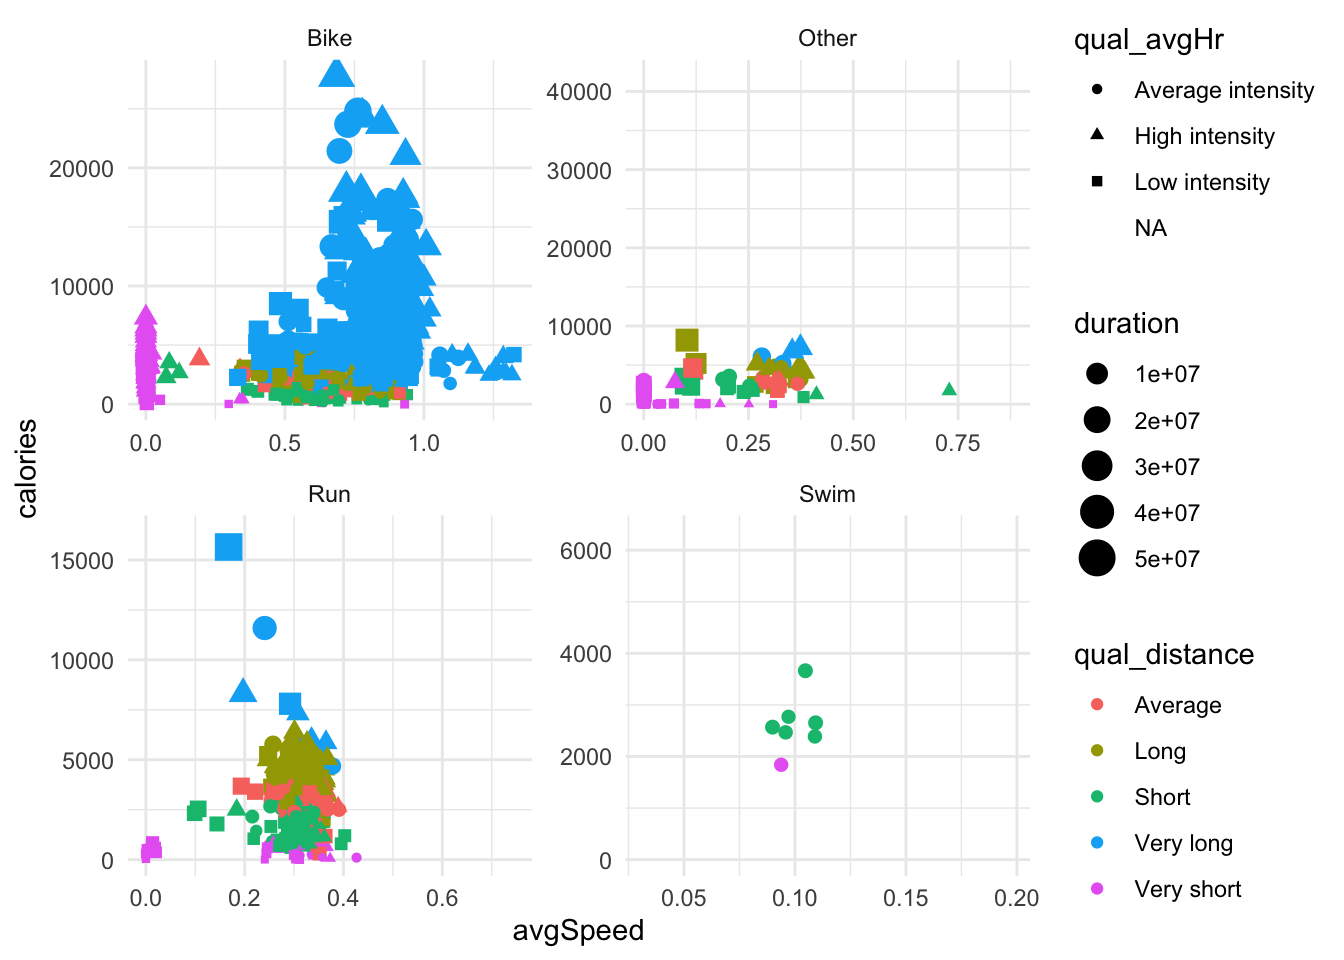 Bike
Other
20000
10000
0
0.0
0.5
1.0
40000
30000
20000
10000
0
0.00
0.25
0.50
0.75
Run
Swim
15000
10000
5000
0
0.0
0.2
0.4
0.6
6000
4000
2000
0
0.05
0.10
0.15
0.20
calories
avgSpeed
qual_avgHr
Average intensity
High intensity
Low intensity
NA
duration
1e+07
2e+07
3e+07
4e+07
5e+07
qual_distance
Average
Long
Short
Very long
Very short